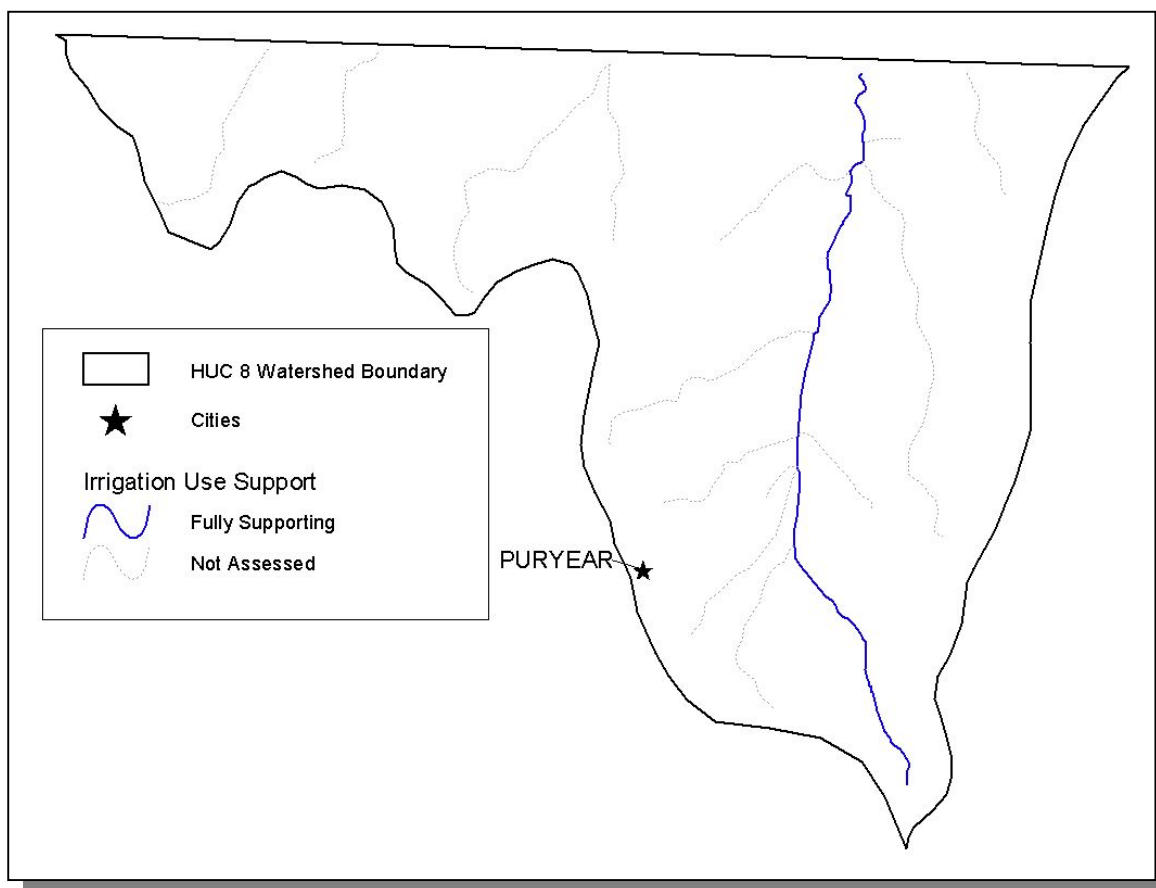 HUC 8 Watershed Boundary
Cities
Irrigation Use Support
Fully Supporting
Not Assessed
PURYEAR